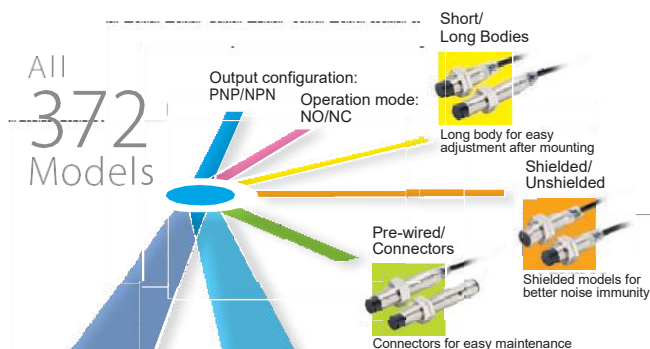 All
372
Models
Output configuration:
PNP/NPN
Operation mode:
NO/NC
Short/
Long Bodies
Long body for easy
adjustment after mounting
Shielded/
Unshielded
Shielded models for
better noise immunity
Pre-wired/
Connectors
Connectors for easy maintenance